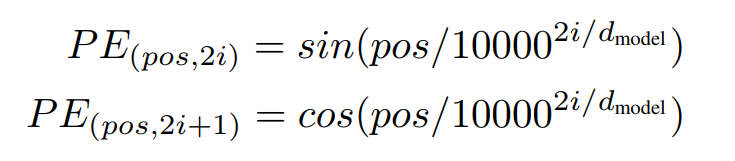 PE(pos,2i) = sin(pos/10000^2i/d_model)
PE(pos,2i+1) = cos(pos/10000^2i/d_model)